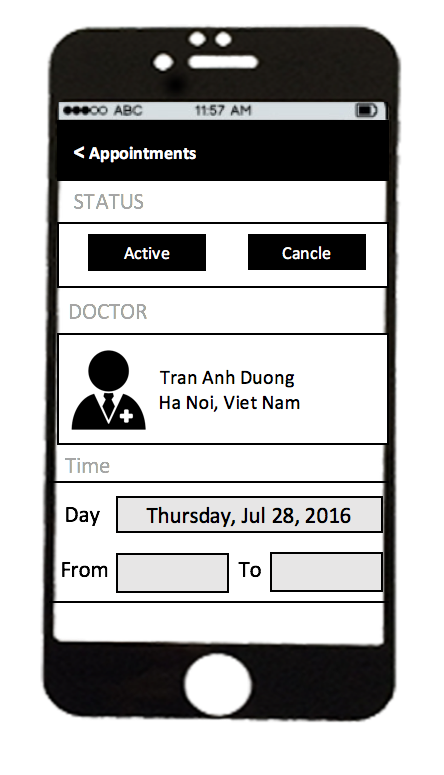 ABC 11:57 AM
< Appointments
STATUS
Active Cancle
DOCTOR
Tran Anh Duong
Ha Noi, Viet Nam
Time
Day Thursday, Jul 28, 2016
From To